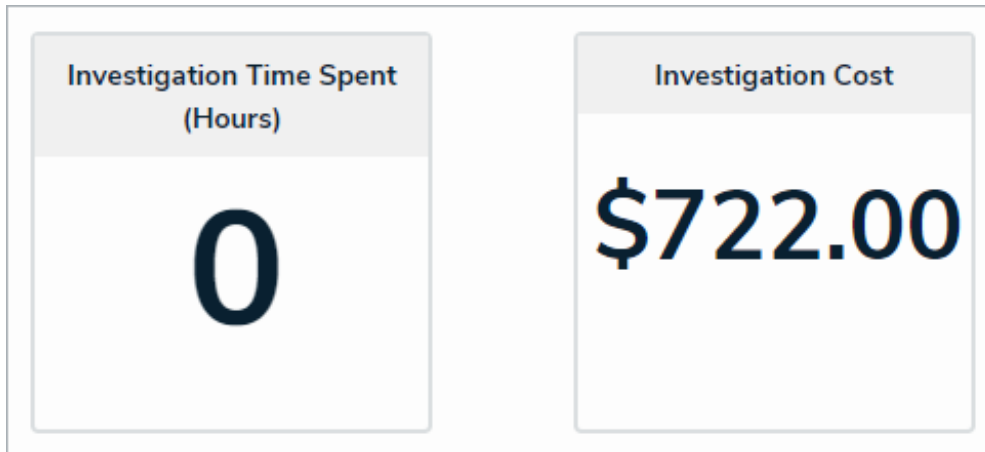 Investigation Time Spent
(Hours)
0
Investigation Cost
$722.00